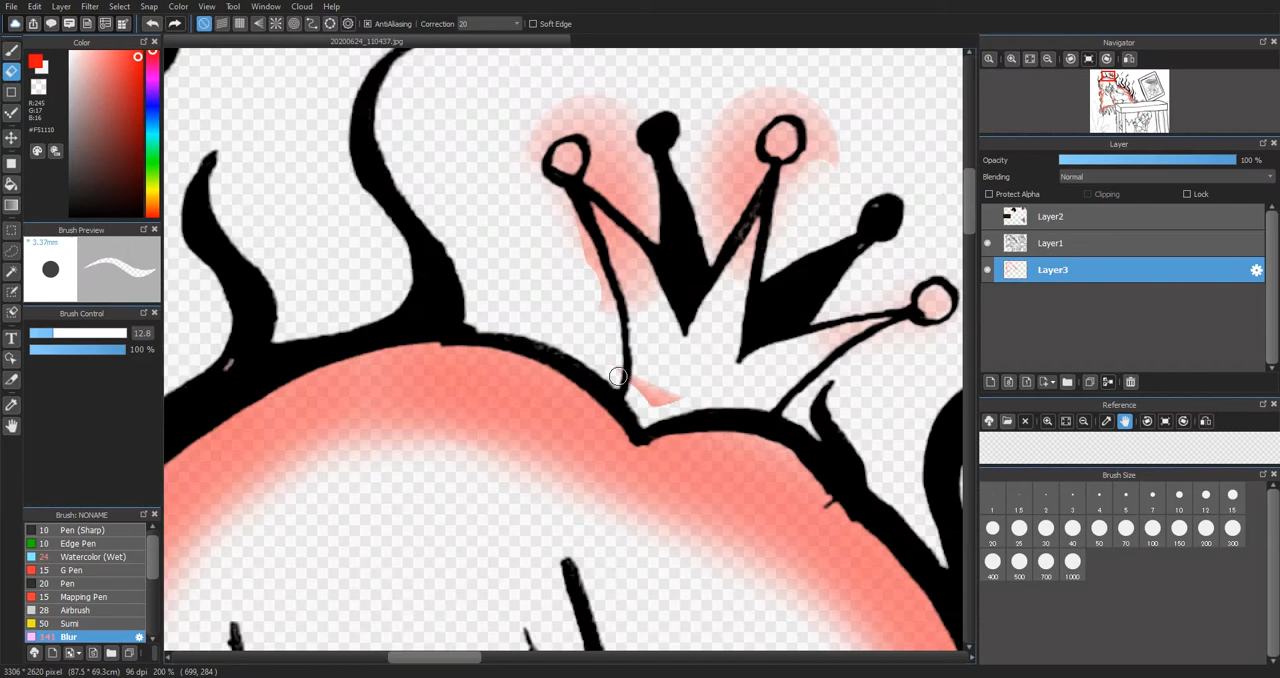 File Edit View Layer Filter Select Snap Color Window Tool Cloud Help
AntiAliasing Correction 20 Soft Edge
Color
20200624_110437.jpg
Navigator
R:245
G:17
B:16
#F51110
Layer
Opacity 100 %
Blending Normal
Protect Alpha Clipping Lock
Layer2
Layer1
Layer3
Brush Preview
* 3.37mm
Brush Control
12.8
100 %
Reference
Brush Size
1 1.5 2 3 4 5 7 10 12 15
20 25 30 40 50 70 100 150 200 300
400 500 700 1000
Brush: NONAME
10 Pen (Sharp)
10 Edge Pen
24 Watercolor (Wet)
15 G Pen
20 Pen
15 Mapping Pen
28 Airbrush
50 Sumi
141 Blur
3306 * 2620 pixel (87.5 * 69.3cm) 96 dpi 200 % ( 699, 284 )